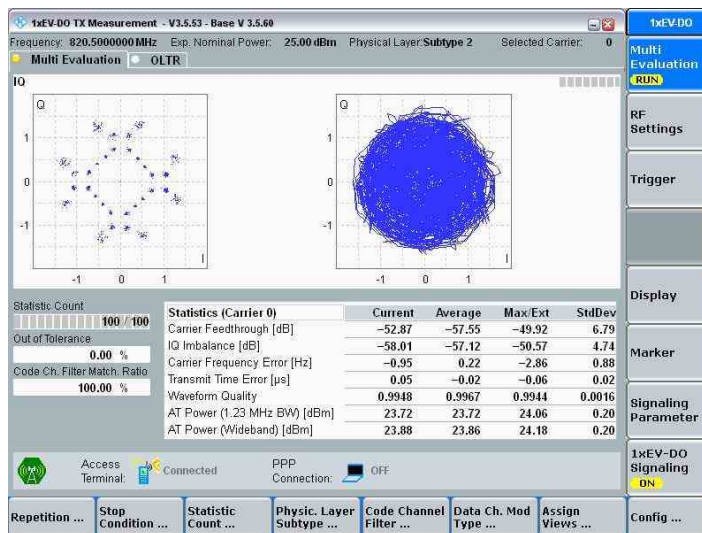 1xEV-DO TX Measurement - V3.5.53 - Base V 3.5.60
1xEV-DO
Frequency: 820.5000000 MHz Exp. Nominal Power: 25.00 dBm Physical Layer: Subtype 2 Selected Carrier: 0
Multi Evaluation OLTR
Multi
Evaluation
RUN
IQ
Q
1
0
-1
I
-1 0 1
Q
1
0
-1
I
-1 0 1
RF
Settings
Trigger
Display
Marker
Signaling
Parameter
1xEV-DO
Signaling
ON
Statistic Count
100 / 100
Out of Tolerance
0.00 %
Code Ch. Filter Match. Ratio
100.00 %
Statistics (Carrier 0) Current Average Max/Ext StdDev
Carrier Feedthrough [dB] -52.87 -57.55 -49.92 6.79
IQ Imbalance [dB] -58.01 -57.12 -50.57 4.74
Carrier Frequency Error [Hz] -0.95 0.22 -2.86 0.88
Transmit Time Error [µs] 0.05 -0.02 -0.06 0.02
Waveform Quality 0.9948 0.9967 0.9944 0.0016
AT Power (1.23 MHz BW) [dBm] 23.72 23.72 24.06 0.20
AT Power (Wideband) [dBm] 23.88 23.86 24.18 0.20
Access
Terminal:
Connected
PPP
Connection:
OFF
Repetition ...
Stop
Condition ...
Statistic
Count ...
Physic. Layer
Subtype ...
Code Channel
Filter ...
Data Ch. Mod
Type ...
Assign
Views ...
Config ...